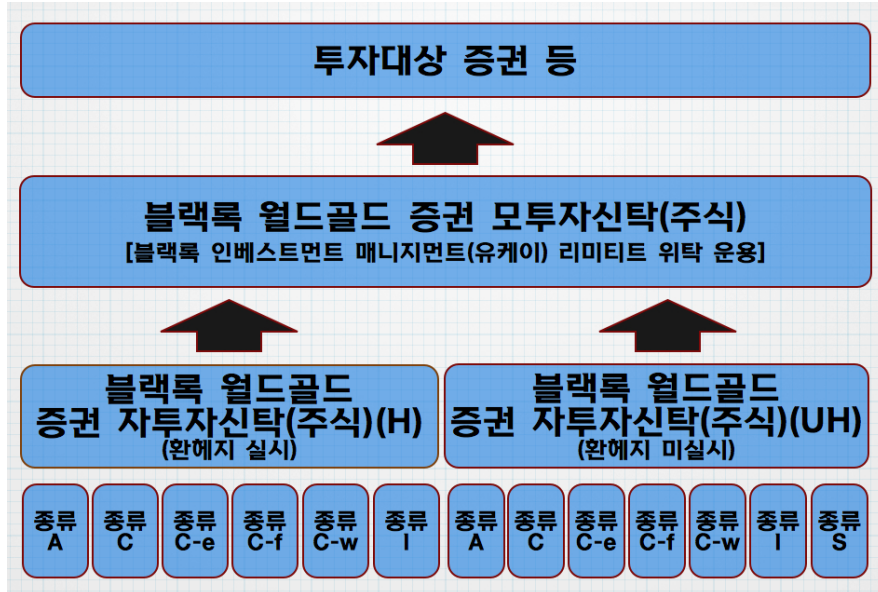 투자대상 증권 등
블랙록 월드골드 증권 모투자신탁(주식)
[블랙록 인베스트먼트 매니지먼트(유케이) 리미티트 위탁 운용]
블랙록 월드골드
증권 자투자신탁(주식)(H)
(환헤지 실시)
블랙록 월드골드
증권 자투자신탁(주식)(UH)
(환헤지 미실시)
종류
A
종류
C
종류
C-e
종류
C-f
종류
C-w
종류
I
종류
A
종류
C
종류
C-e
종류
C-f
종류
C-w
종류
I
종류
S